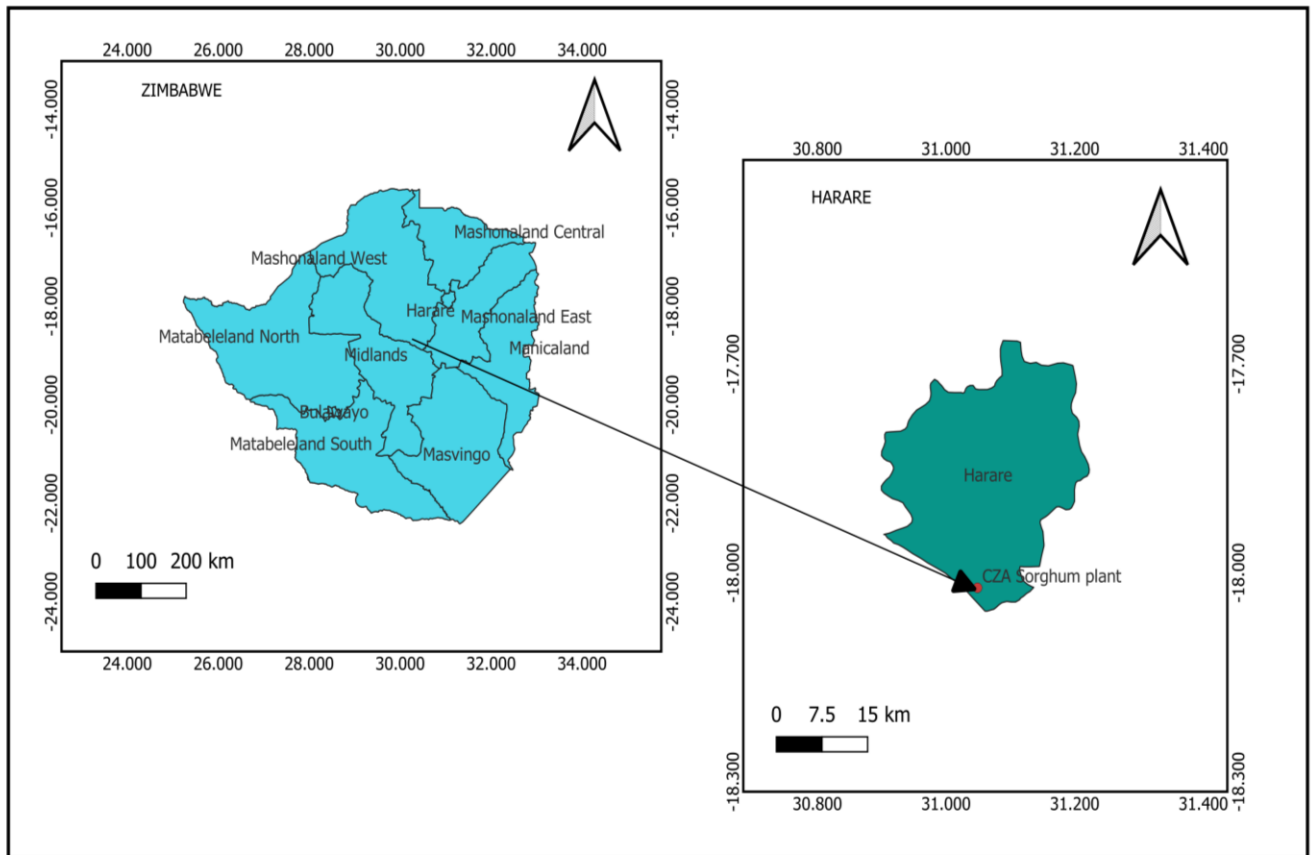 24.000 26.000 28.000 30.000 32.000 34.000
ZIMBABWE
-14.000 -14.000
-16.000 -16.000
Mashonaland Central
Mashonaland West
-18.000 -18.000
Harare
Mashonaland East
Matabeleland North
Manicaland
Midlands
-20.000 -20.000
Bulawayo
Matabeleland South
Masvingo
-22.000 -22.000
0 100 200 km
-24.000 -24.000
24.000 26.000 28.000 30.000 32.000 34.000
30.800 31.000 31.200 31.400
HARARE
-17.700 -17.700
Harare
CZA Sorghum plant
-18.000 -18.000
0 7.5 15 km
-18.300 -18.300
30.800 31.000 31.200 31.400